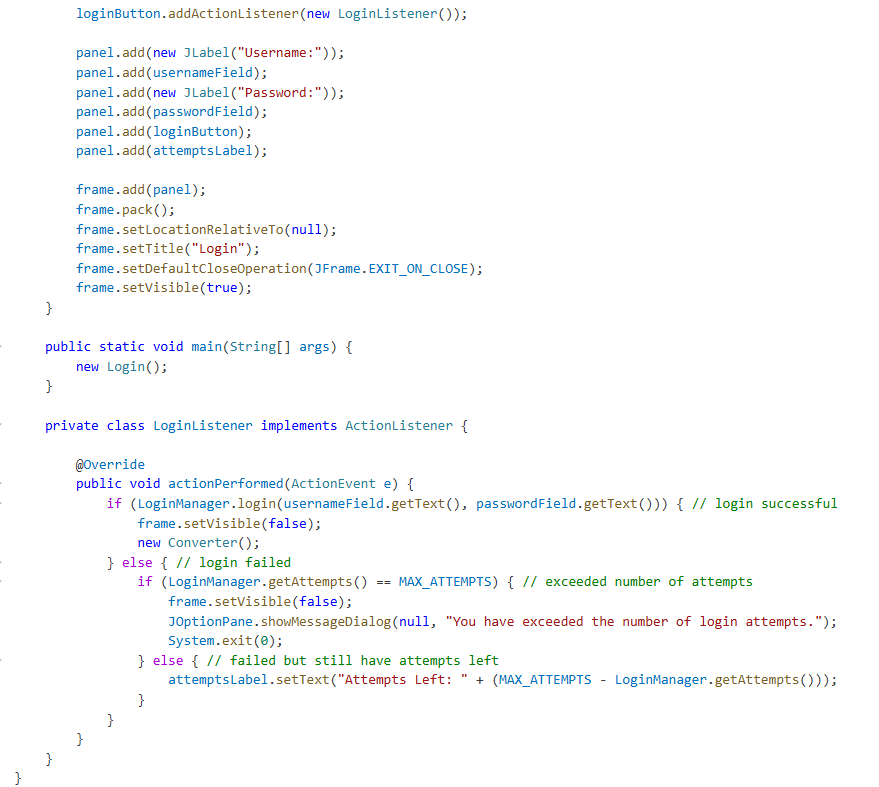 loginButton.addActionListener(new LoginListener());
panel.add(new JLabel("Username:"));
panel.add(usernameField);
panel.add(new JLabel("Password:"));
panel.add(passwordField);
panel.add(loginButton);
panel.add(attemptsLabel);
frame.add(panel);
frame.pack();
frame.setLocationRelativeTo(null);
frame.setTitle("Login");
frame.setDefaultCloseOperation(JFrame.EXIT_ON_CLOSE);
frame.setVisible(true);
}
public static void main(String[] args) {
new Login();
}
private class LoginListener implements ActionListener {
@Override
public void actionPerformed(ActionEvent e) {
if (LoginManager.login(usernameField.getText(), passwordField.getText())) { // login successful
frame.setVisible(false);
new Converter();
} else { // login failed
if (LoginManager.getAttempts() == MAX_ATTEMPTS) { // exceeded number of attempts
frame.setVisible(false);
JOptionPane.showMessageDialog(null, "You have exceeded the number of login attempts.");
System.exit(0);
} else { // failed but still have attempts left
attemptsLabel.setText("Attempts Left: " + (MAX_ATTEMPTS - LoginManager.getAttempts()));
}
}
}
}
}